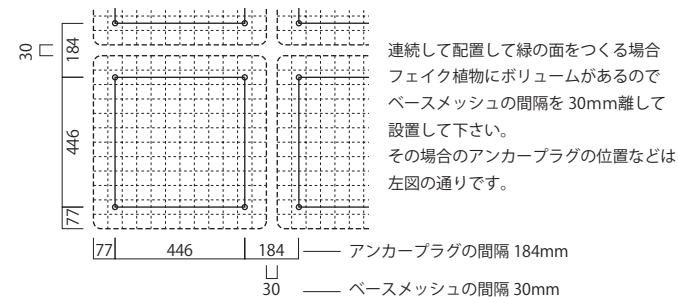 30
184
446
77
77
446
184
アンカープラグの間隔 184mm
30
ベースメッシュの間隔 30mm
連続して配置して緑の面をつくる場合
フェイク植物にボリュームがあるので
ベースメッシュの間隔を 30mm離して
設置して下さい。
その場合のアンカープラグの位置などは
左図の通りです。